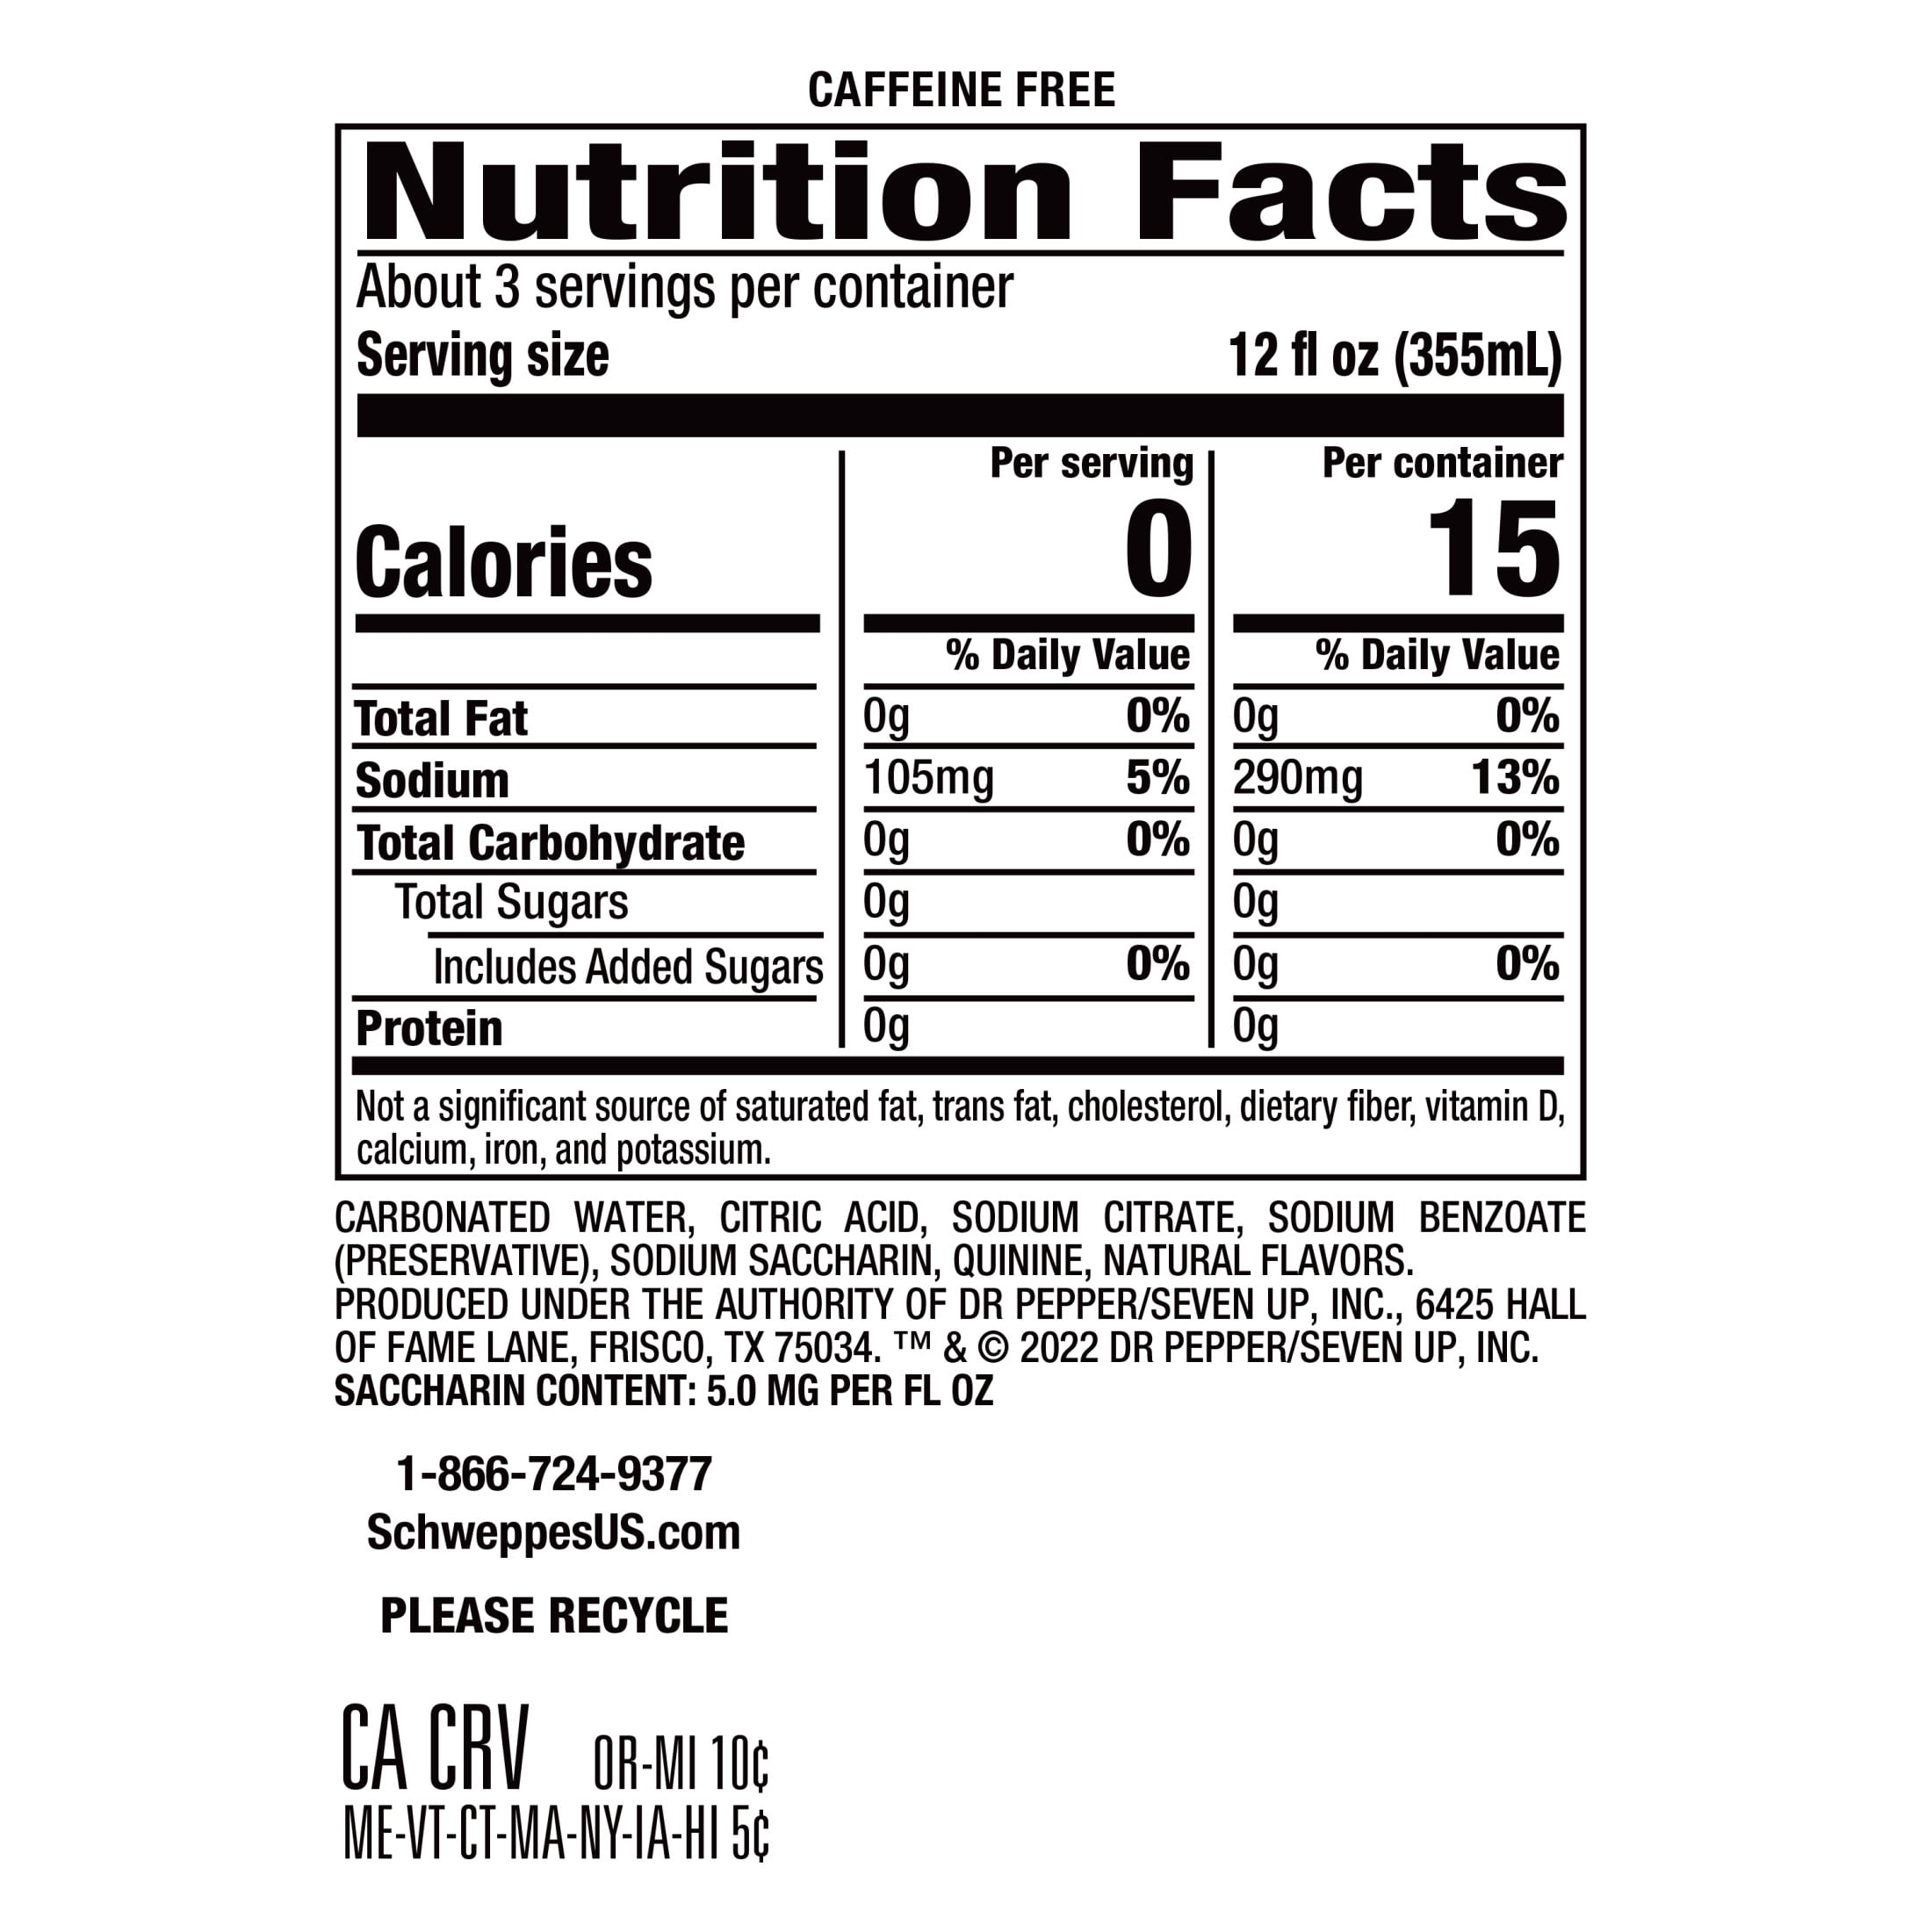 CAFFEINE FREE
Nutrition Facts
About 3 servings per container
Serving size 12 fl oz (355mL)
Per serving Per container
Calories 0 15
% Daily Value % Daily Value
Total Fat 0g 0% 0g 0%
Sodium 105mg 5% 290mg 13%
Total Carbohydrate 0g 0% 0g 0%
Total Sugars 0g 0g
Includes Added Sugars 0g 0% 0g 0%
Protein 0g 0g
Not a significant source of saturated fat, trans fat, cholesterol, dietary fiber, vitamin D,
calcium, iron, and potassium.
CARBONATED WATER, CITRIC ACID, SODIUM CITRATE, SODIUM BENZOATE
(PRESERVATIVE), SODIUM SACCHARIN, QUININE, NATURAL FLAVORS.
PRODUCED UNDER THE AUTHORITY OF DR PEPPER/SEVEN UP, INC., 6425 HALL
OF FAME LANE, FRISCO, TX 75034. ™ & © 2022 DR PEPPER/SEVEN UP, INC.
SACCHARIN CONTENT: 5.0 MG PER FL OZ
1-866-724-9377
SchweppesUS.com
PLEASE RECYCLE
CA CRV OR-MI 10¢
ME-VT-CT-MA-NY-IA-HI 5¢